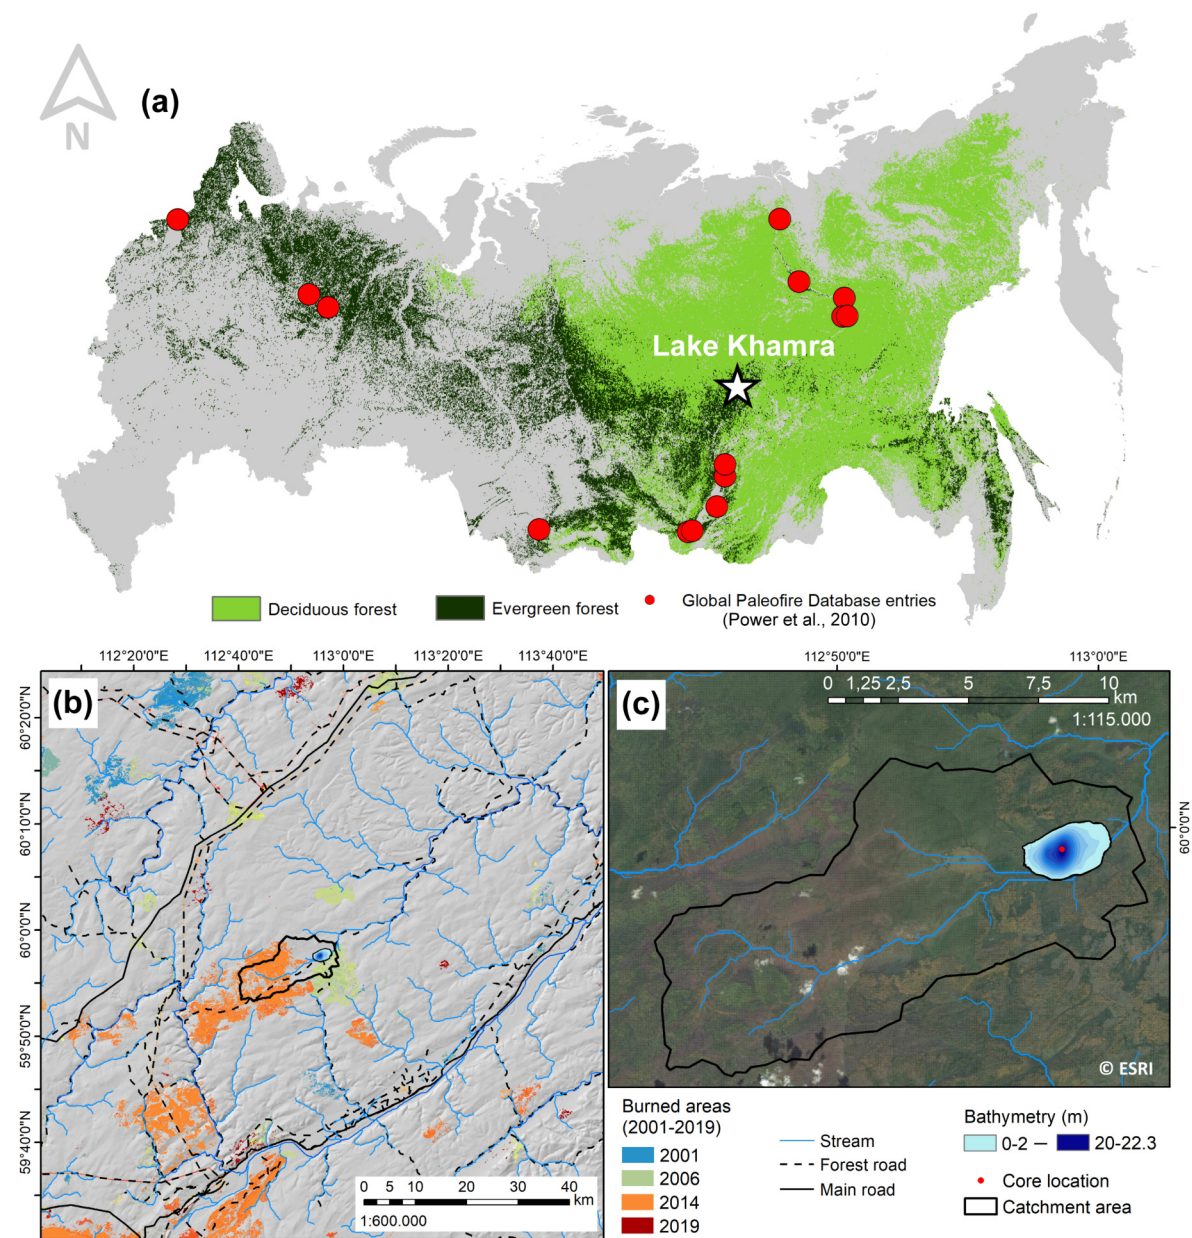 (a)
N
Lake Khamra
Deciduous forest
Evergreen forest
Global Paleofire Database entries
(Power et al., 2010)
112°20'0"E 112°40'0"E 113°0'0"E 113°20'0"E 113°40'0"E
(b)
60°20'0"N
60°10'0"N
60°0'0"N
59°50'0"N
59°40'0"N
0 5 10 20 30 40
km
1:600.000
112°50'0"E 113°0'0"E
(c)
0 1,25 2,5 5 7,5 10
km
1:115.000
60°0'0"N
© ESRI
Burned areas
(2001-2019)
2001
2006
2014
2019
Stream
Forest road
Main road
Bathymetry (m)
0-2 – 20-22.3
Core location
Catchment area